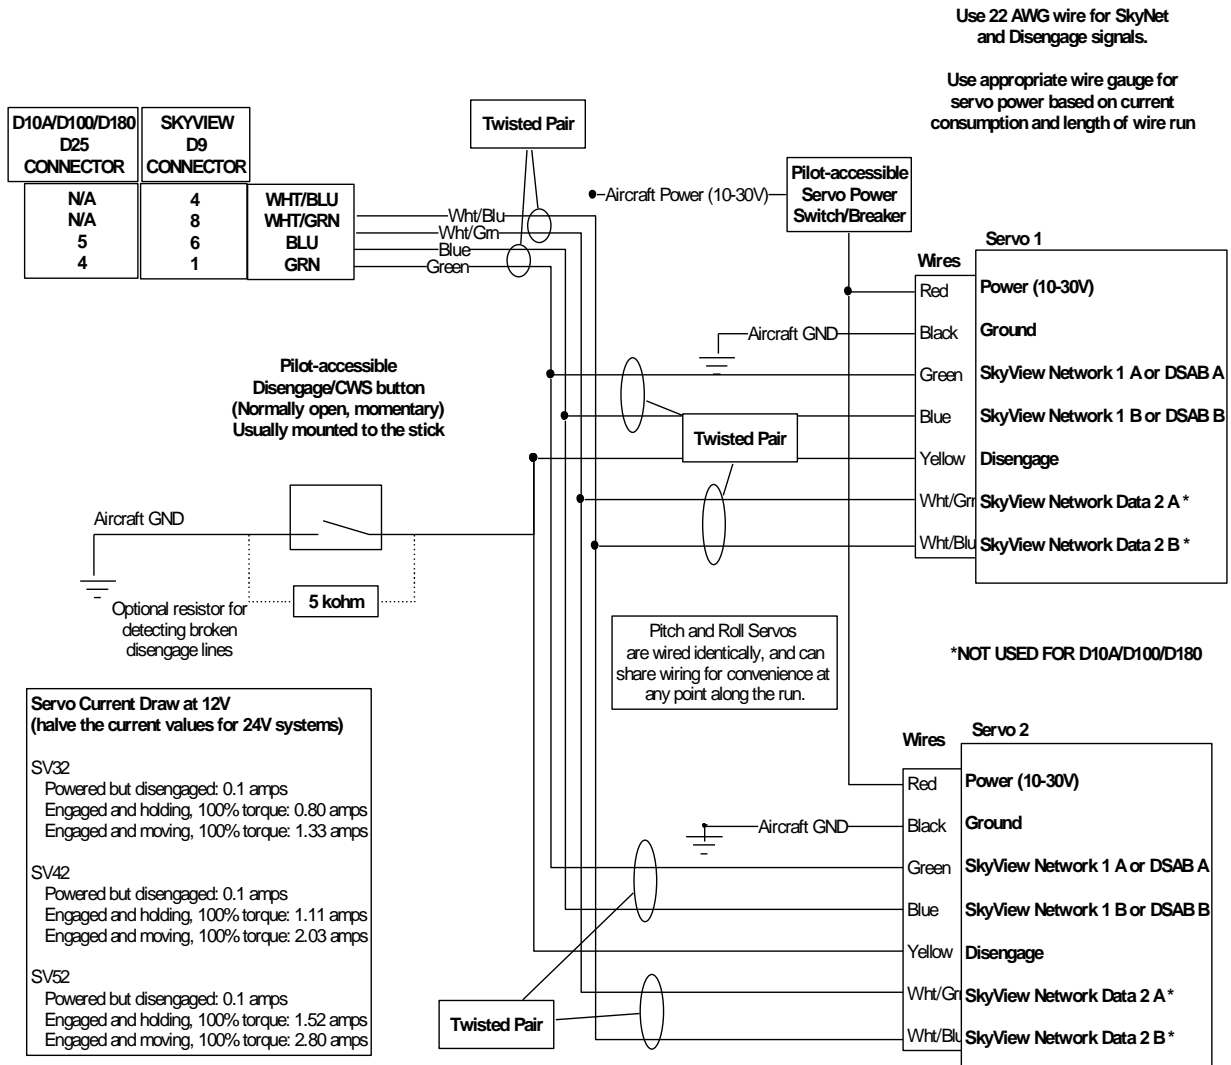 Use 22 AWG wire for SkyNet
and Disengage signals.
Use appropriate wire gauge for
servo power based on current
consumption and length of wire run
D10A/D100/D180
D25
CONNECTOR
SKYVIEW
D9
CONNECTOR
N/A 4 WHT/BLU
N/A 8 WHT/GRN
5 6 BLU
4 1 GRN
Twisted Pair
Wht/Blu
Wht/Grn
Blue
Green
Aircraft Power (10-30V)
Pilot-accessible
Servo Power
Switch/Breaker
Servo 1
Wires
Red Power (10-30V)
Aircraft GND Black Ground
Green SkyView Network 1 A or DSAB A
Blue SkyView Network 1 B or DSAB B
Yellow Disengage
Wht/Grn SkyView Network Data 2 A *
Wht/Blu SkyView Network Data 2 B *
Twisted Pair
Pilot-accessible
Disengage/CWS button
(Normally open, momentary)
Usually mounted to the stick
Aircraft GND
5 kohm
Optional resistor for
detecting broken
disengage lines
Pitch and Roll Servos
are wired identically, and can
share wiring for convenience at
any point along the run.
*NOT USED FOR D10A/D100/D180
Servo Current Draw at 12V
(halve the current values for 24V systems)
SV32
Powered but disengaged: 0.1 amps
Engaged and holding, 100% torque: 0.80 amps
Engaged and moving, 100% torque: 1.33 amps
SV42
Powered but disengaged: 0.1 amps
Engaged and holding, 100% torque: 1.11 amps
Engaged and moving, 100% torque: 2.03 amps
SV52
Powered but disengaged: 0.1 amps
Engaged and holding, 100% torque: 1.52 amps
Engaged and moving, 100% torque: 2.80 amps
Servo 2
Wires
Red Power (10-30V)
Aircraft GND Black Ground
Green SkyView Network 1 A or DSAB A
Blue SkyView Network 1 B or DSAB B
Yellow Disengage
Wht/Grn SkyView Network Data 2 A *
Wht/Blu SkyView Network Data 2 B *
Twisted Pair